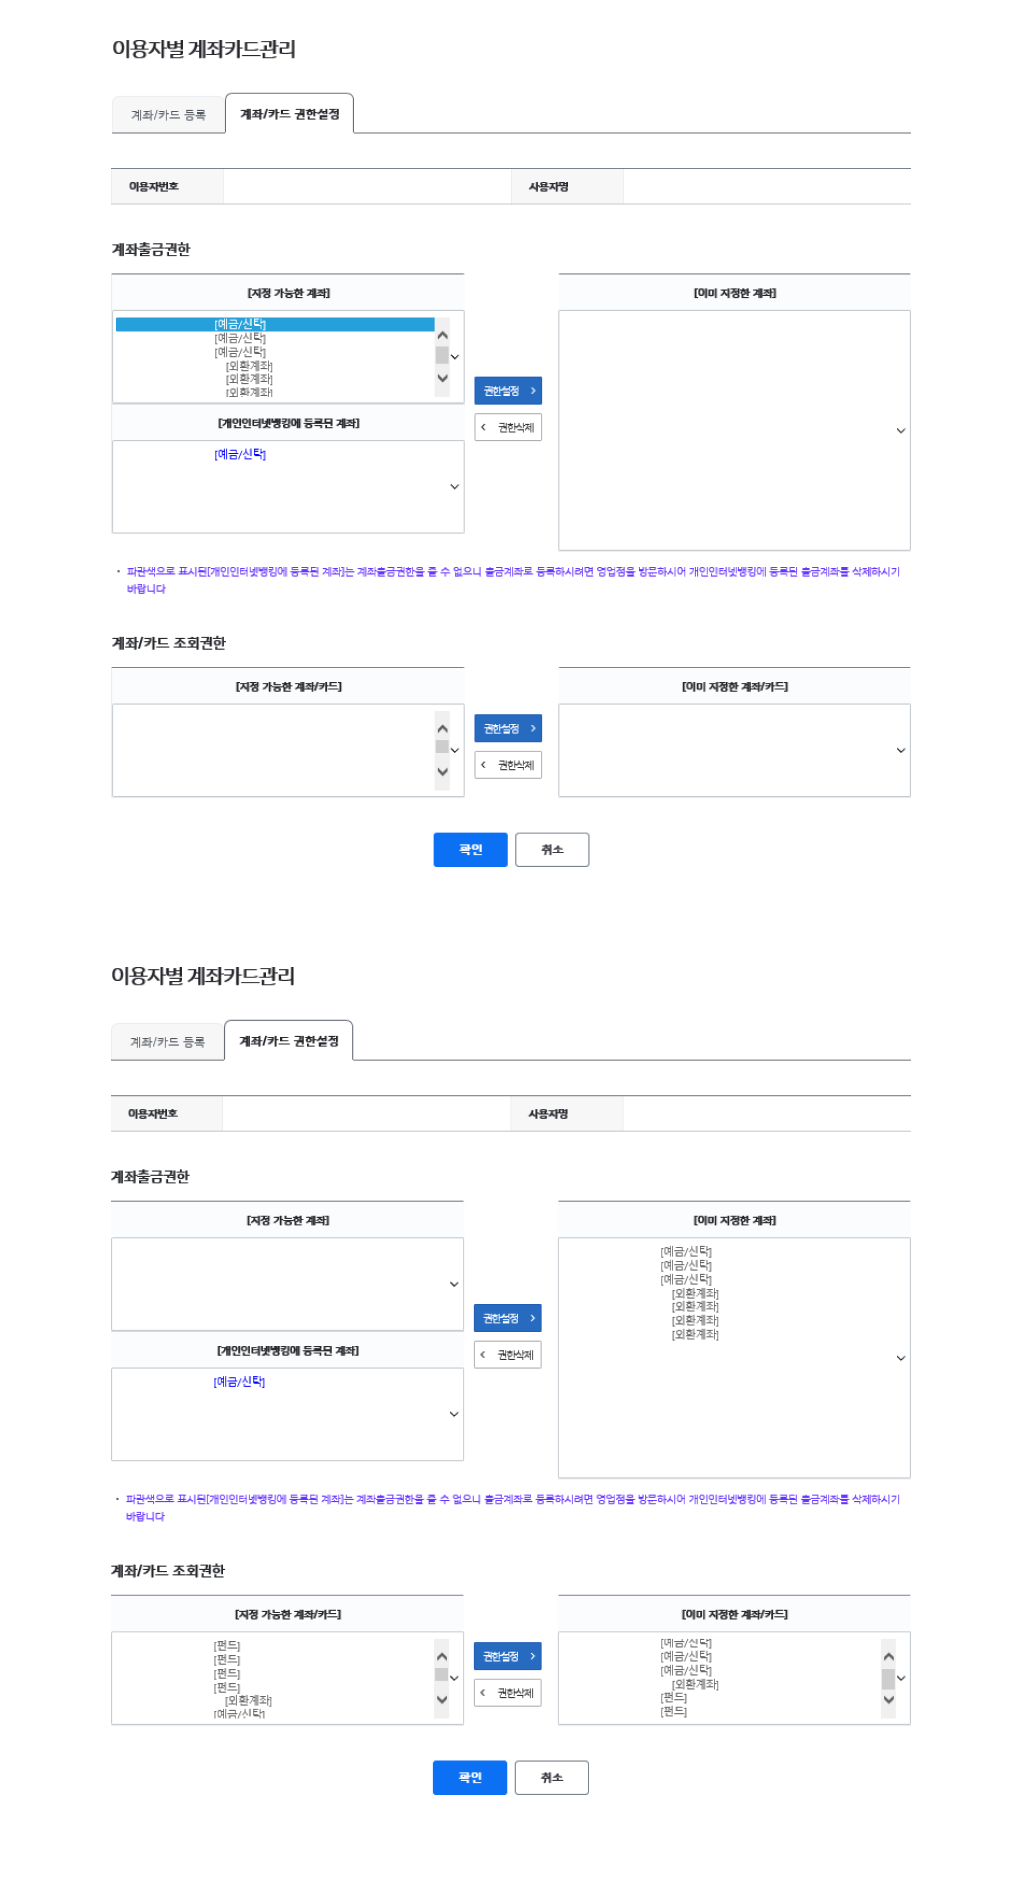 이용자별 계좌카드관리
계좌/카드 등록
계좌/카드 권한설정
이용자번호
사용자명
계좌출금권한
[지정 가능한 계좌]
[예금/신탁]
[예금/신탁]
[예금/신탁]
[외환계좌]
[외환계좌]
[외환계좌]
[개인인터넷뱅킹에 등록된 계좌]
[예금/신탁]
권한설정
권한삭제
[이미 지정한 계좌]
• 파란색으로 표시된[개인인터넷뱅킹에 등록된 계좌]는 계좌출금권한을 줄 수 없으니 출금계좌로 등록하시려면 영업점을 방문하시어 개인인터넷뱅킹에 등록된 출금계좌를 삭제하시기
바랍니다
계좌/카드 조회권한
[지정 가능한 계좌/카드]
권한설정
권한삭제
[이미 지정한 계좌/카드]
확인
취소
이용자별 계좌카드관리
계좌/카드 등록
계좌/카드 권한설정
이용자번호
사용자명
계좌출금권한
[지정 가능한 계좌]
[개인인터넷뱅킹에 등록된 계좌]
[예금/신탁]
권한설정
권한삭제
[이미 지정한 계좌]
[예금/신탁]
[예금/신탁]
[예금/신탁]
[외환계좌]
[외환계좌]
[외환계좌]
[외환계좌]
• 파란색으로 표시된[개인인터넷뱅킹에 등록된 계좌]는 계좌출금권한을 줄 수 없으니 출금계좌로 등록하시려면 영업점을 방문하시어 개인인터넷뱅킹에 등록된 출금계좌를 삭제하시기
바랍니다
계좌/카드 조회권한
[지정 가능한 계좌/카드]
[펀드]
[펀드]
[펀드]
[펀드]
[외환계좌]
[예금/신탁]
권한설정
권한삭제
[이미 지정한 계좌/카드]
[예금/신탁]
[예금/신탁]
[예금/신탁]
[외환계좌]
[펀드]
[펀드]
확인
취소